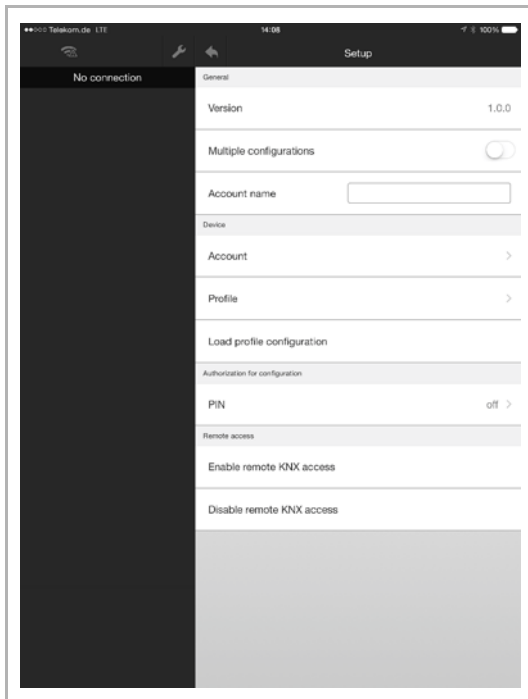 Telekom.de LTE 14:08 100%
Setup
No connection
General
Version 1.0.0
Multiple configurations
Account name
Device
Account
Profile
Load profile configuration
Authorization for configuration
PIN off
Remote access
Enable remote KNX access
Disable remote KNX access